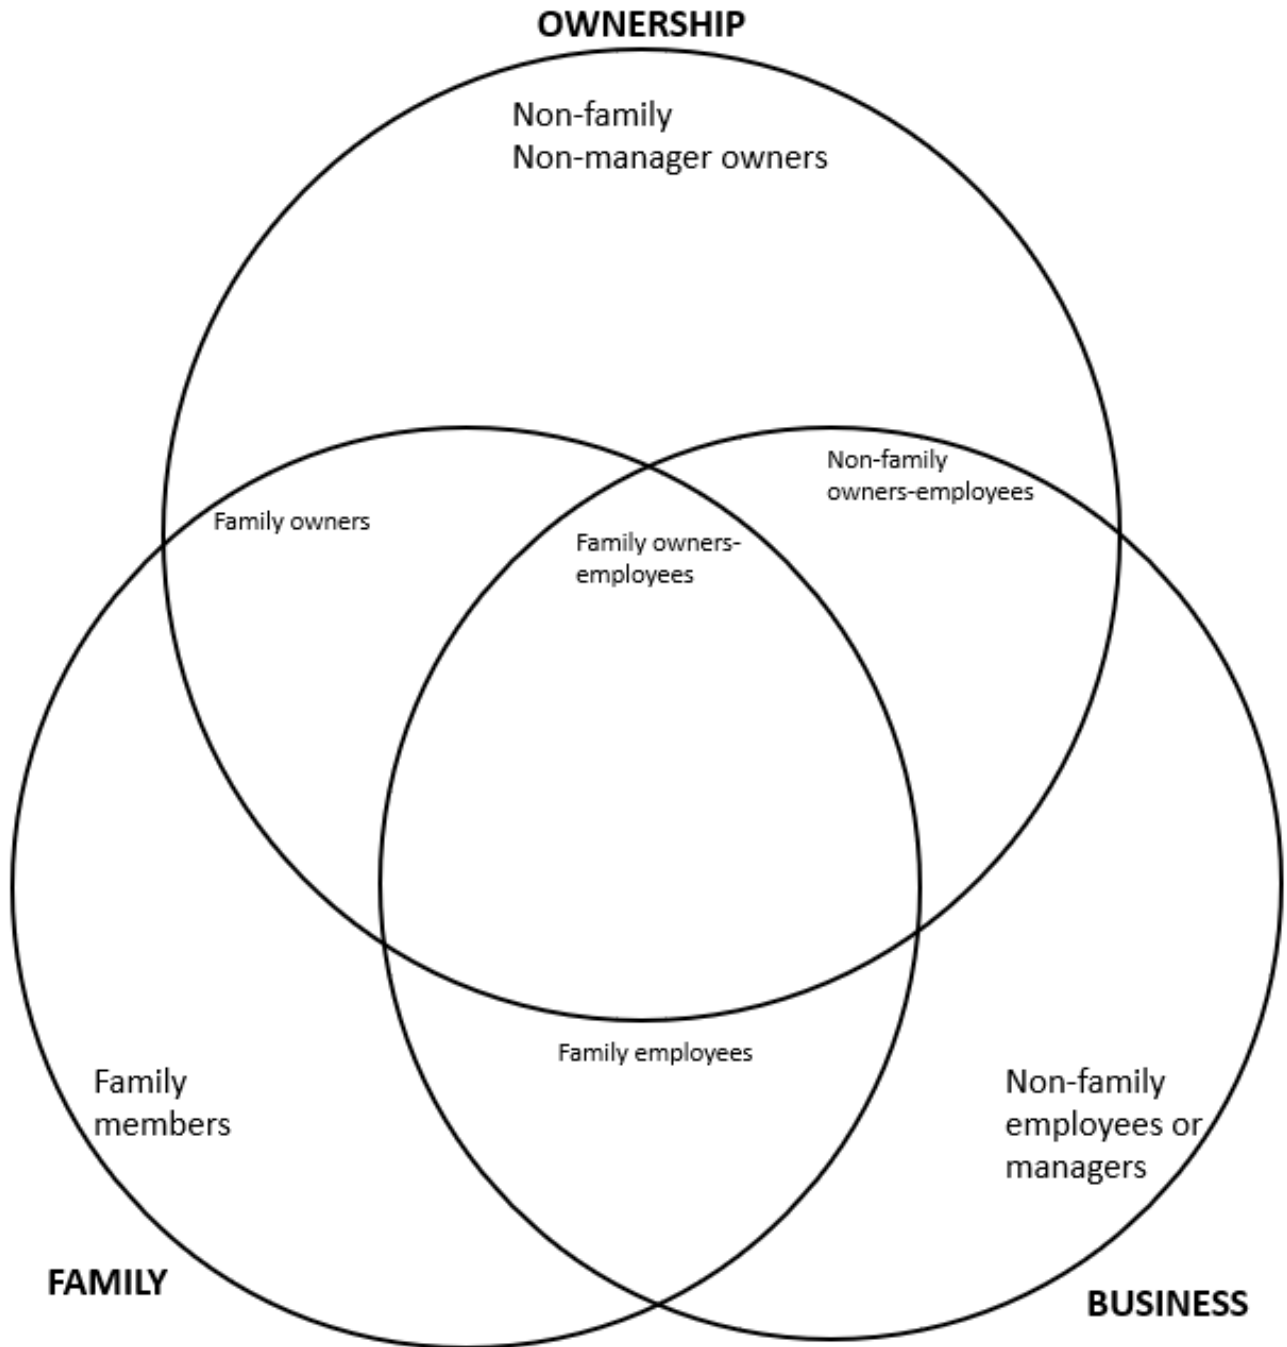 OWNERSHIP
Non-family
Non-manager owners
Non-family
owners-employees
Family owners
Family owners-
employees
Family employees
Family
members
Non-family
employees or
managers
FAMILY
BUSINESS